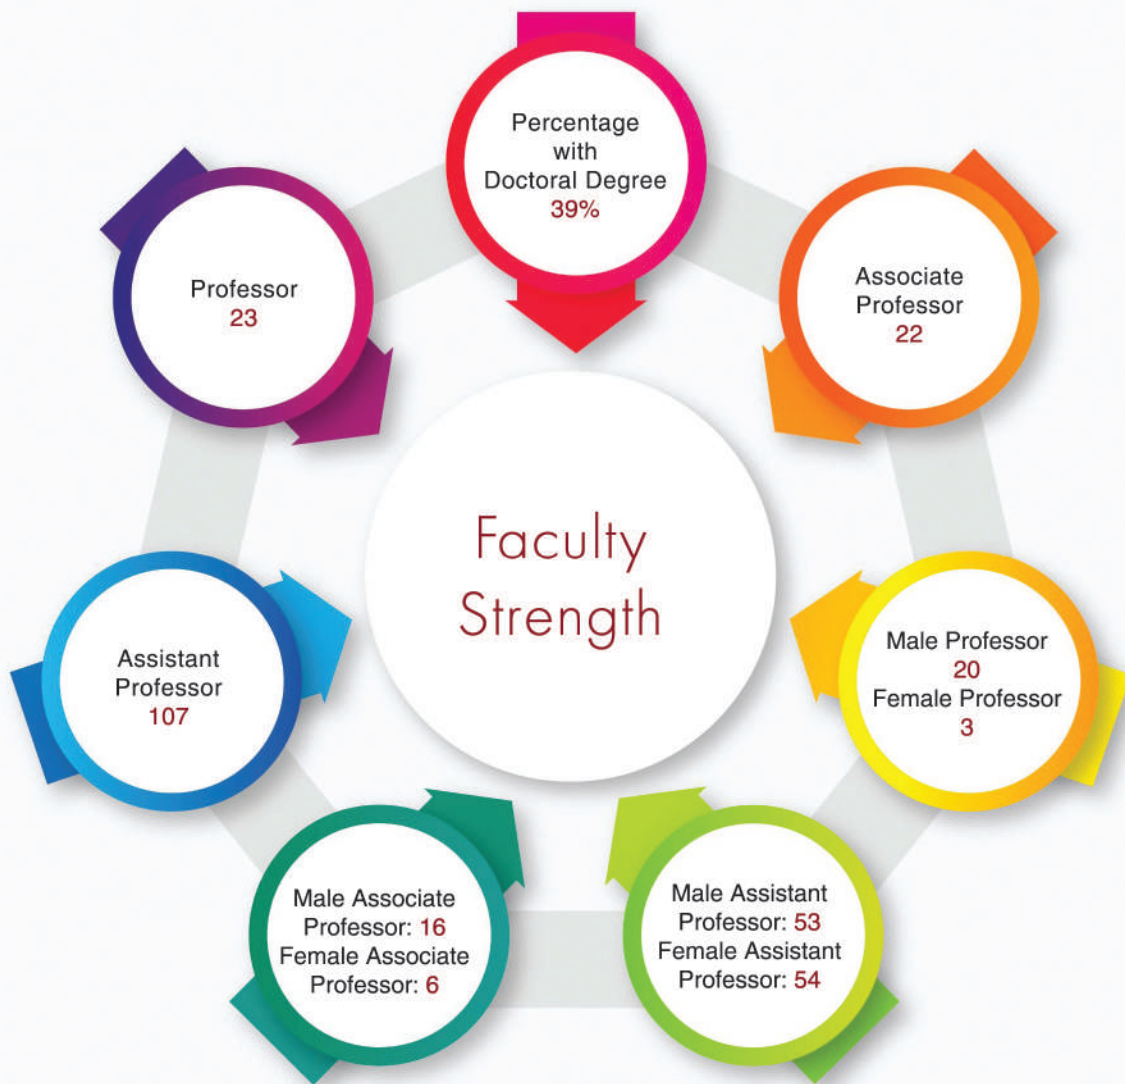 Percentage
with
Doctoral Degree
39%
Professor
23
Associate
Professor
22
Faculty
Strength
Assistant
Professor
107
Male Professor
20
Female Professor
3
Male Associate
Professor: 16
Female Associate
Professor: 6
Male Assistant
Professor: 53
Female Assistant
Professor: 54